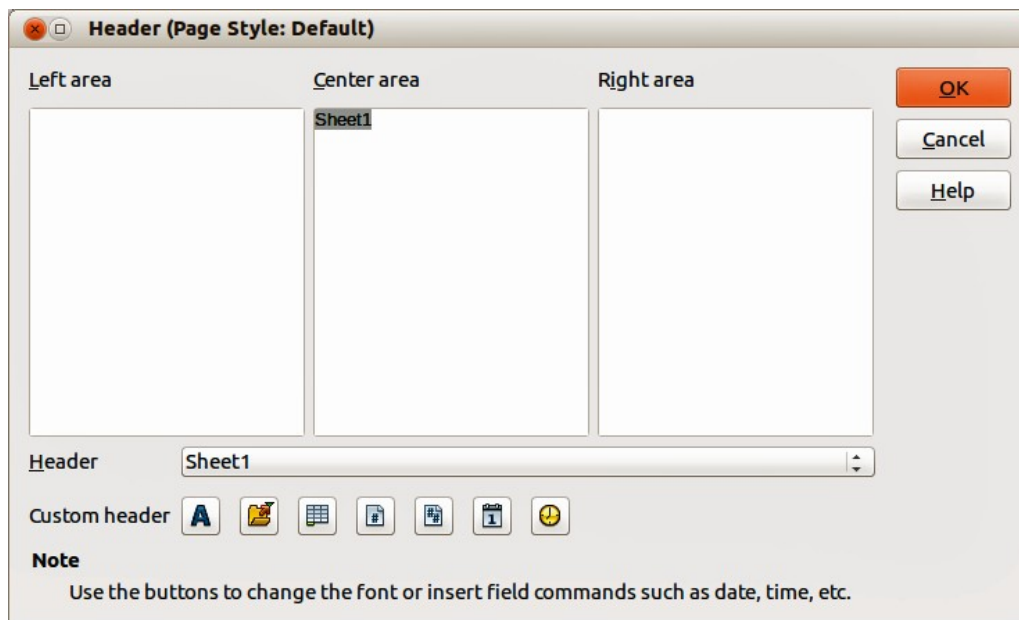 Header (Page Style: Default)
Left area
Center area
Right area
Sheet1
OK
Cancel
Help
Header
Sheet1
Custom header
A
#
##
1
Note
Use the buttons to change the font or insert field commands such as date, time, etc.